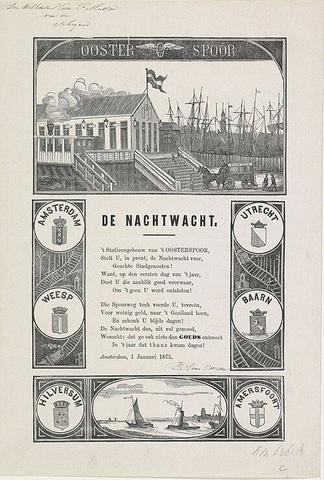 OOSTER SPOOR
AMSTERDAM
WEESP
UTRECHT
BAARN
DE NACHTWACHT.
't Stationsgebouw van 't OOSTERSPOOR,
Stelt U, in prent, de Nachtwacht voor,
Geachte Stadgenooten!
Want, op den eersten dag van 't jaar,
Doet U die aanblik goed voorwaar,
Om 't geen U werd ontsloten!
Die Spoorweg toch voerde U, tevreên,
Voor weinig geld, naar 't Gooiland heen,
En schonk U blijde dagen!
De Nachtwacht dus, uit vol gemoed,
Wenscht: dat ge ook niets dan GOEDS ontmoet
In 't jaar dat thans kwam dagen!
Amsterdam, 1 Januari 1875.
HILVERSUM
AMERSFOORT